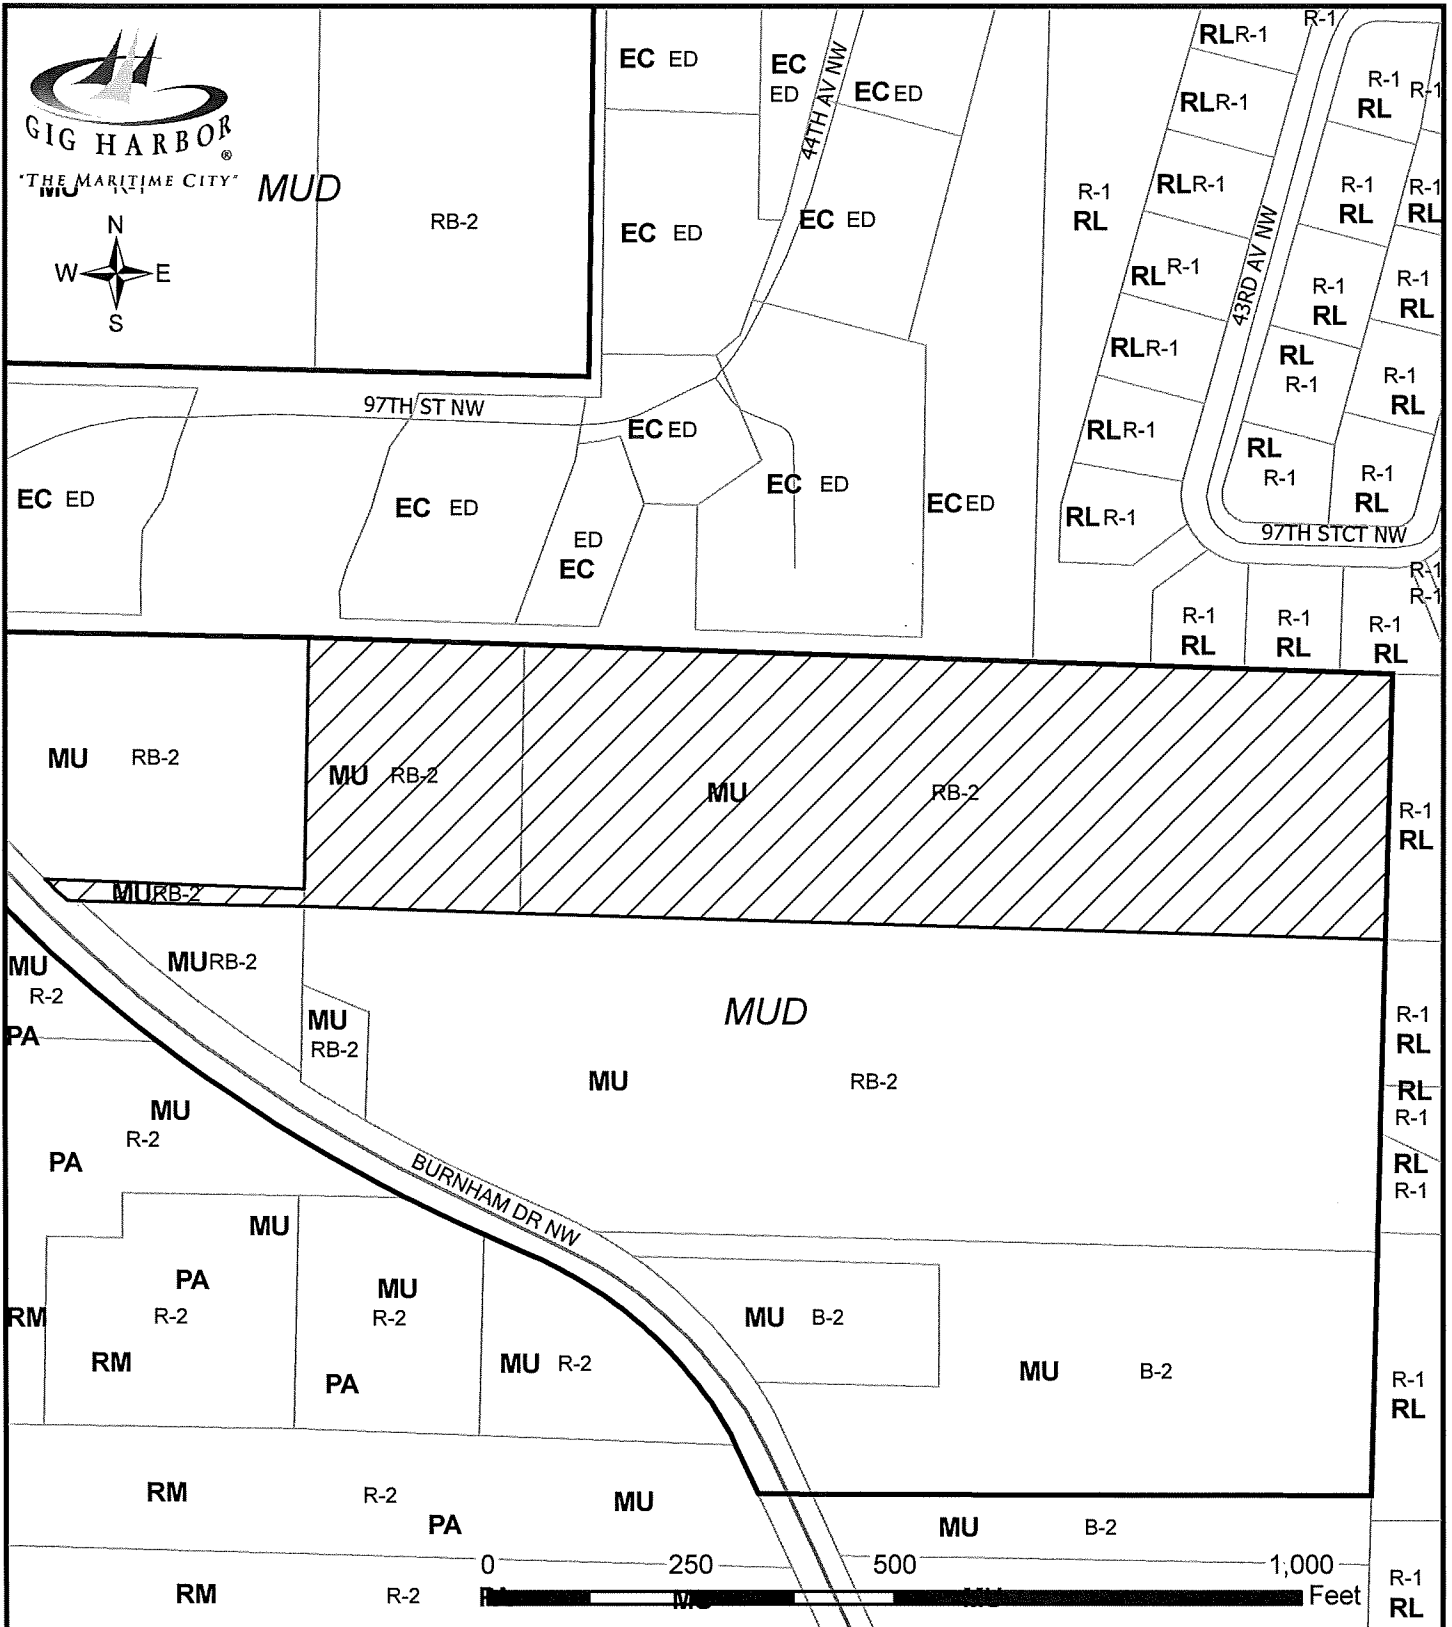 GIG HARBOR
®
"THE MARITIME CITY"
MU R-1
MUD
RB-2
N
W E
S
EC ED
EC
ED
EC ED
44TH AV NW
EC ED
EC ED
R-1
RL
RL R-1
RL R-1
RL R-1
RL R-1
RL R-1
RL R-1
RL R-1
43RD AV NW
R-1
R-1
RL
R-1
R-1
RL
R-1
RL
R-1
RL
R-1
RL
RL
R-1
R-1
RL
RL
R-1
R-1
RL
97TH STCT NW
R-1
R-1
R-1
RL
R-1
RL
R-1
RL
97TH ST NW
EC ED
EC ED
EC ED
ED
EC
EC ED
EC ED
MU RB-2
MU RB-2
MU RB-2
MU RB-2
R-1
RL
MU
R-2
PA
MU RB-2
MU
RB-2
MUD
MU RB-2
R-1
RL
RL
R-1
RL
R-1
MU
R-2
PA
BURNHAM DR NW
MU
PA
RM R-2
RM
MU
R-2
PA
MU R-2
MU B-2
MU B-2
R-1
RL
RM R-2 MU
PA
MU B-2
0 250 500 1,000
Feet
RM R-2
R-1
RL